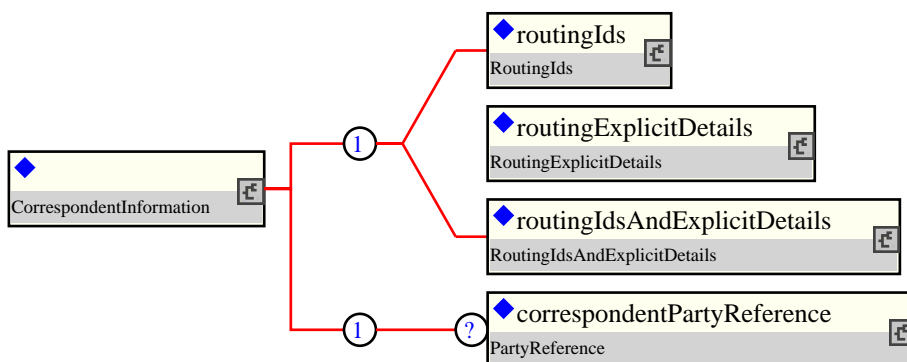 routingIds
RoutingIds
routingExplicitDetails
RoutingExplicitDetails
1
CorrespondentInformation
routingIdsAndExplicitDetails
RoutingIdsAndExplicitDetails
1
?
correspondentPartyReference
PartyReference